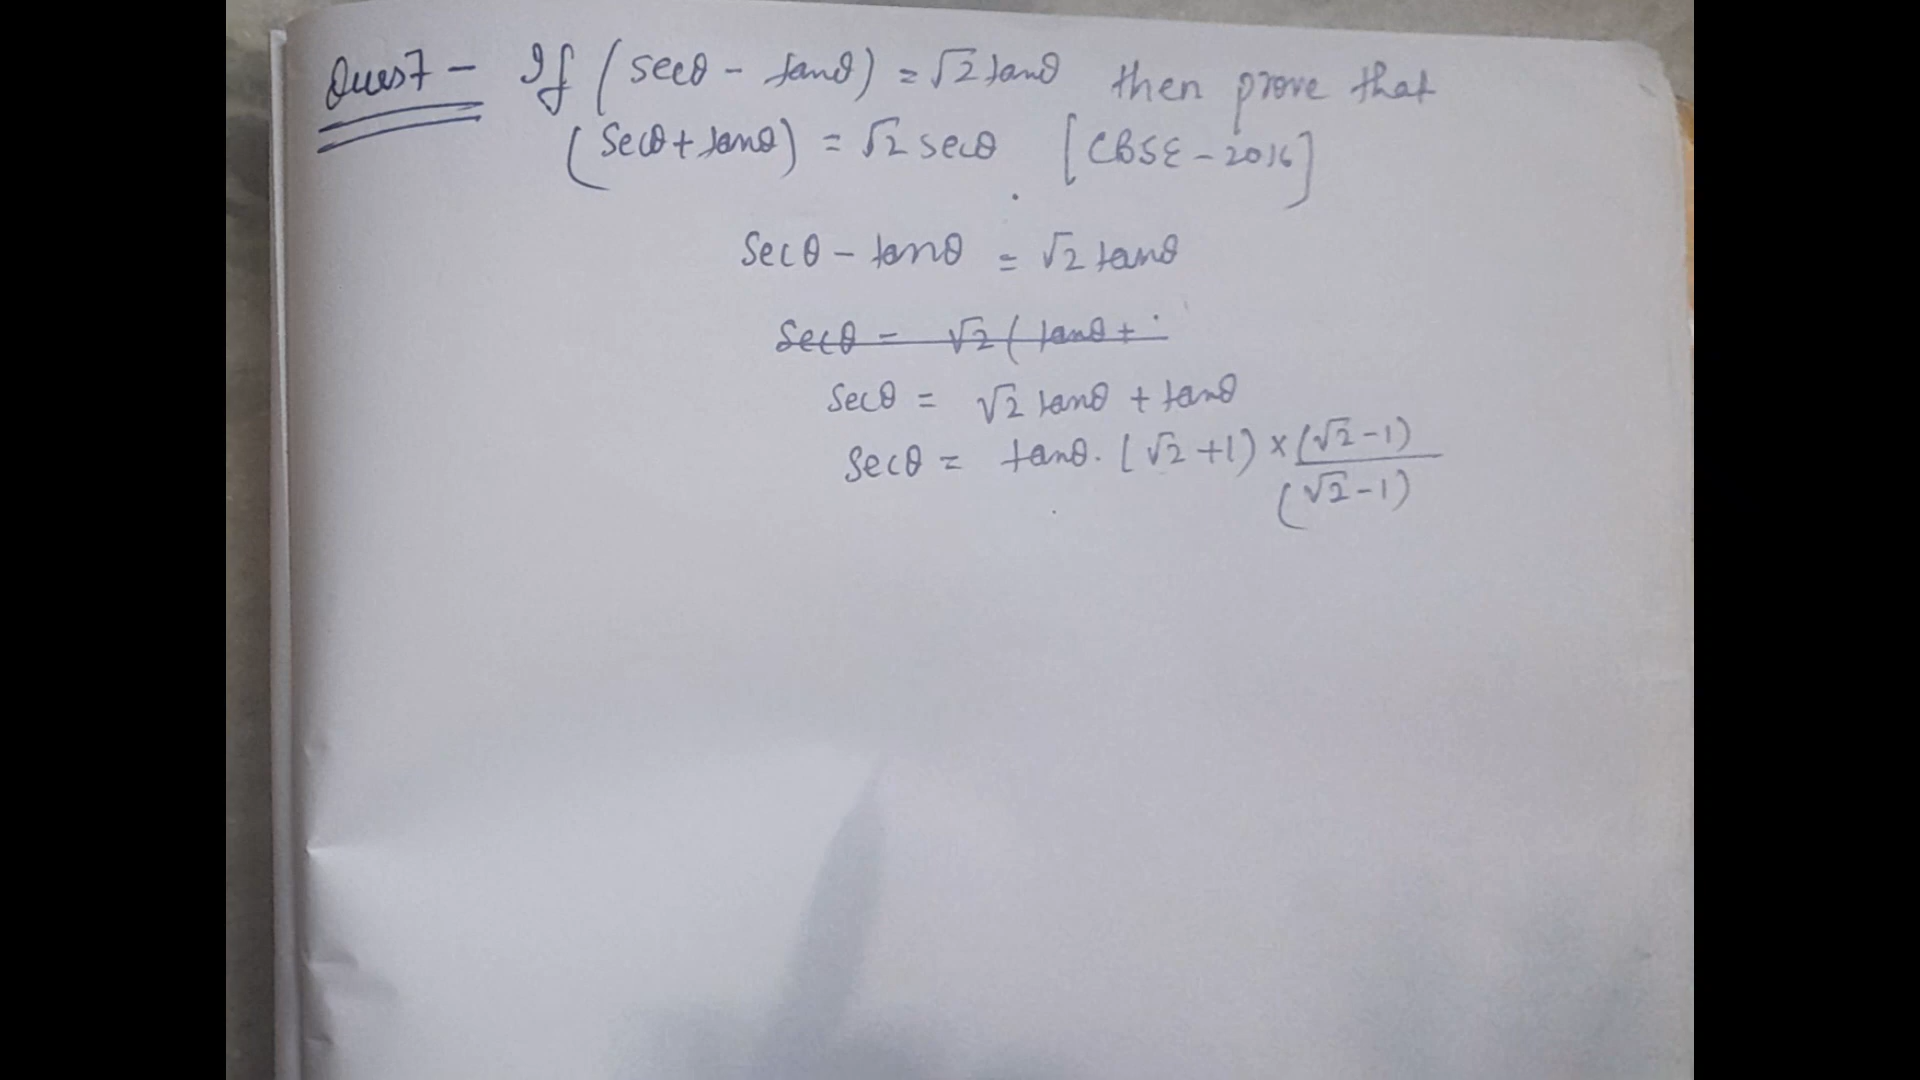 Ques7 - If (secθ - tanθ) = √2 tanθ then prove that
(secθ + tanθ) = √2 secθ [CBSE - 2016]
secθ - tanθ = √2 tanθ
secθ = √2 ( tanθ +
secθ = √2 tanθ + tanθ
secθ = tanθ. (√2 + 1) × (√2 - 1)
(√2 - 1)